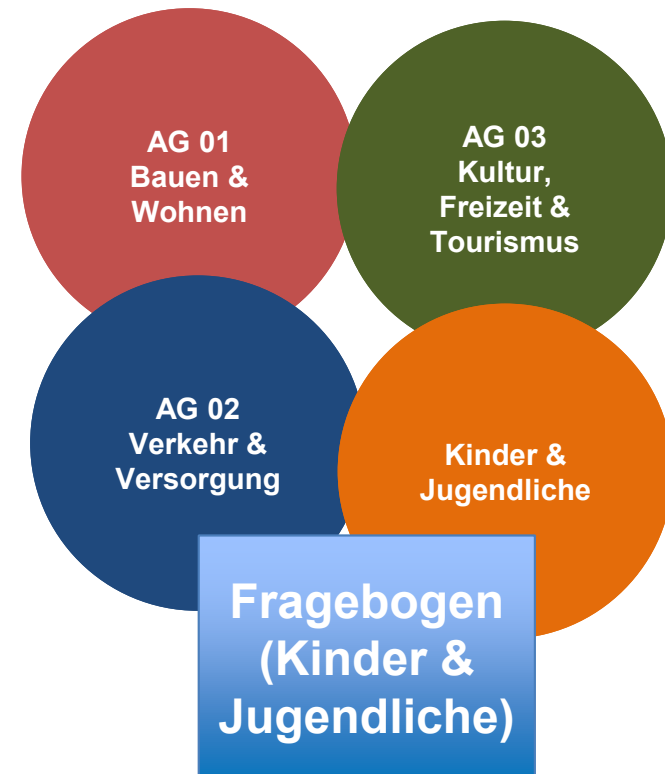 AG 01
Bauen &
Wohnen
AG 03
Kultur,
Freizeit &
Tourismus
AG 02
Verkehr &
Versorgung
Kinder &
Jugendliche
Fragebogen
(Kinder &
Jugendliche)